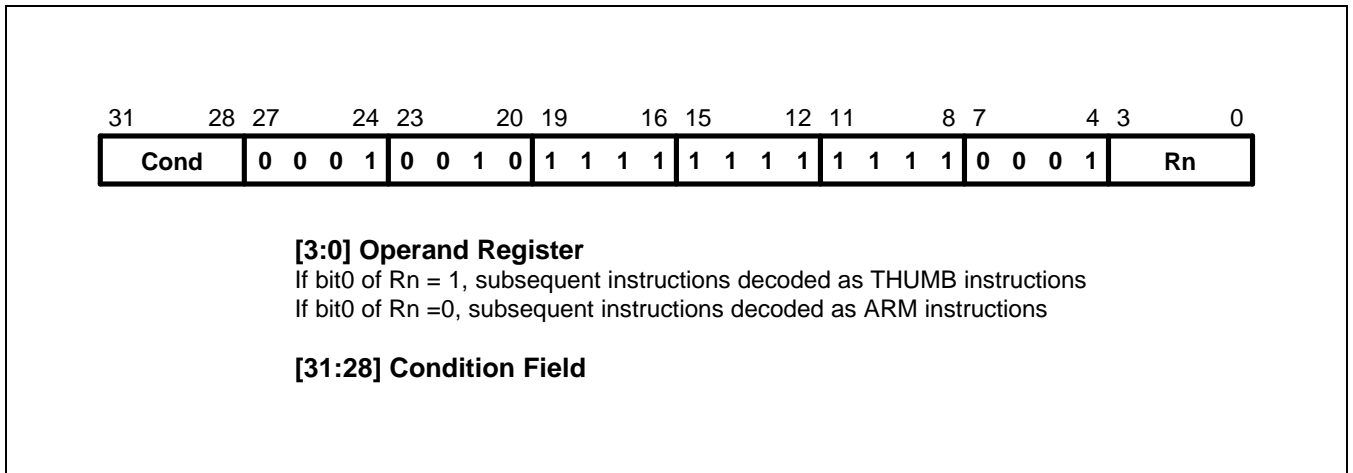 31 28 27 24 23 20 19 16 15 12 11 8 7 4 3 0
Cond 0 0 0 1 0 0 1 0 1 1 1 1 1 1 1 1 1 1 1 1 0 0 0 1 Rn
[3:0] Operand Register
If bit0 of Rn = 1, subsequent instructions decoded as THUMB instructions
If bit0 of Rn =0, subsequent instructions decoded as ARM instructions
[31:28] Condition Field